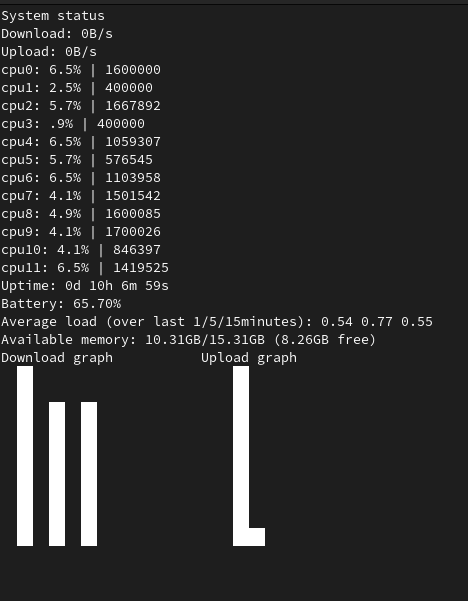 System status
Download: 0B/s
Upload: 0B/s
cpu0: 6.5% | 1600000
cpu1: 2.5% | 400000
cpu2: 5.7% | 1667892
cpu3: .9% | 400000
cpu4: 6.5% | 1059307
cpu5: 5.7% | 576545
cpu6: 6.5% | 1103958
cpu7: 4.1% | 1501542
cpu8: 4.9% | 1600085
cpu9: 4.1% | 1700026
cpu10: 4.1% | 846397
cpu11: 6.5% | 1419525
Uptime: 0d 10h 6m 59s
Battery: 65.70%
Average load (over last 1/5/15minutes): 0.54 0.77 0.55
Available memory: 10.31GB/15.31GB (8.26GB free)
Download graph Upload graph